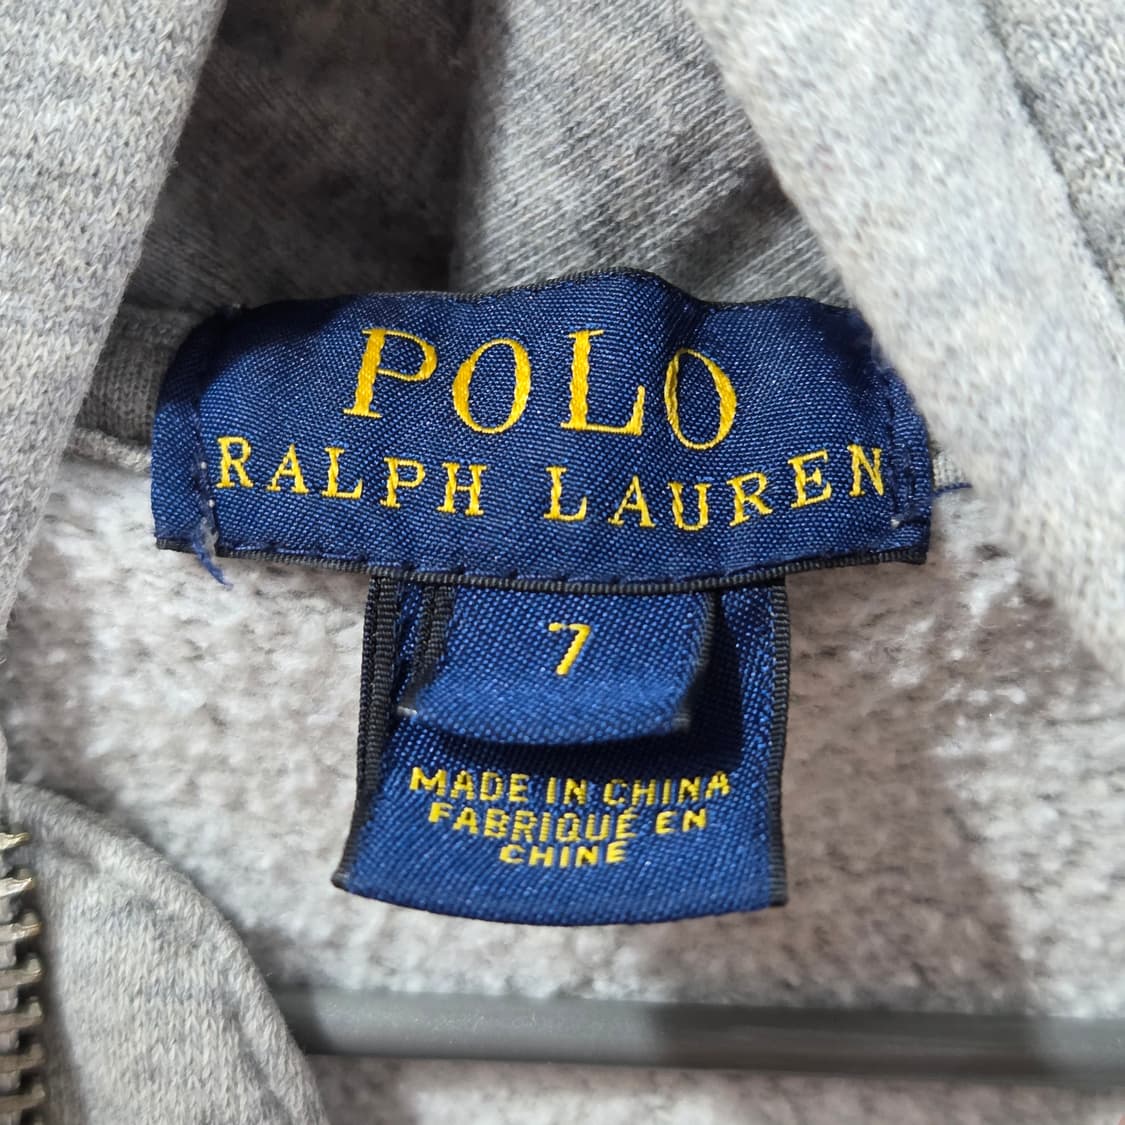 POLO
RALPH LAUREN
7
MADE IN CHINA
FABRIQUÉ EN
CHINE